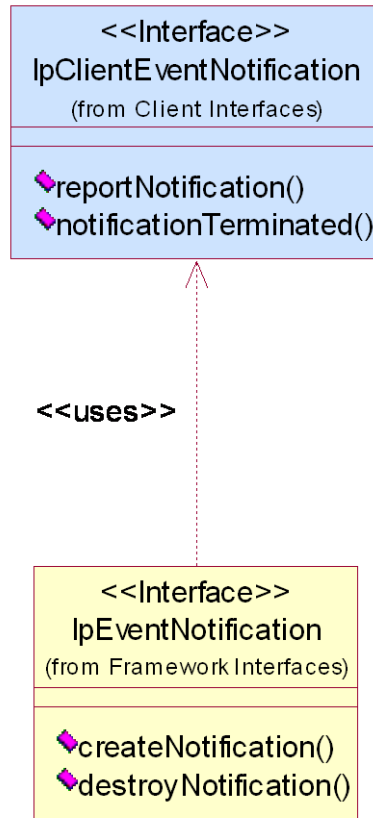 <<Interface>>
IpClientEventNotification
(from Client Interfaces)
reportNotification()
notificationTerminated()
<<uses>>
<<Interface>>
IpEventNotification
(from Framework Interfaces)
createNotification()
destroyNotification()